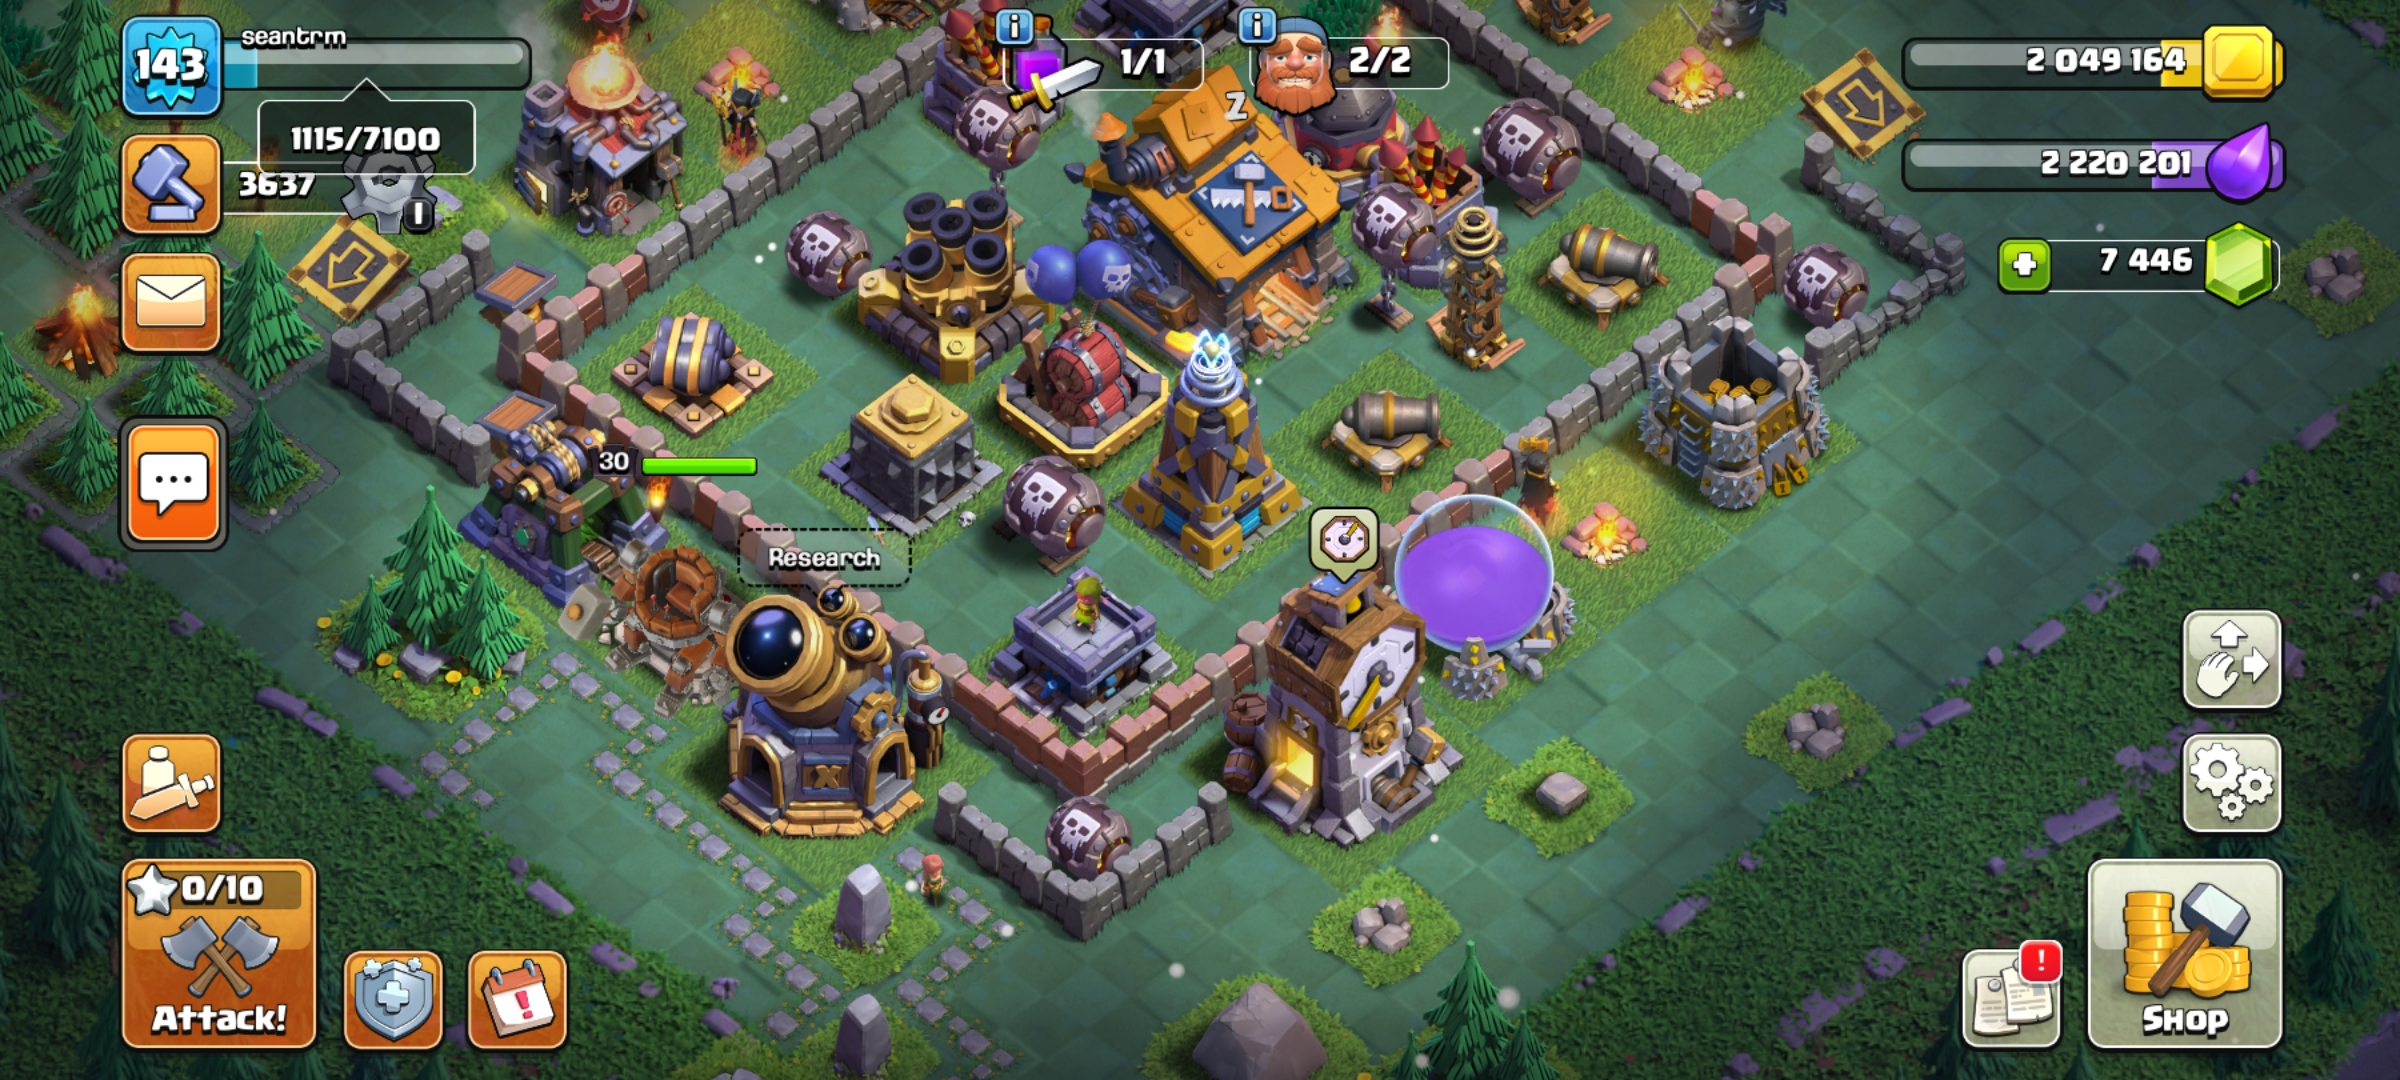 143
seantrm
1115/7100
3637
I
i
1/1
i
2/2
z
2 049 164
2 220 201
7 446
30
Research
0/10
Attack!
!
!
Shop